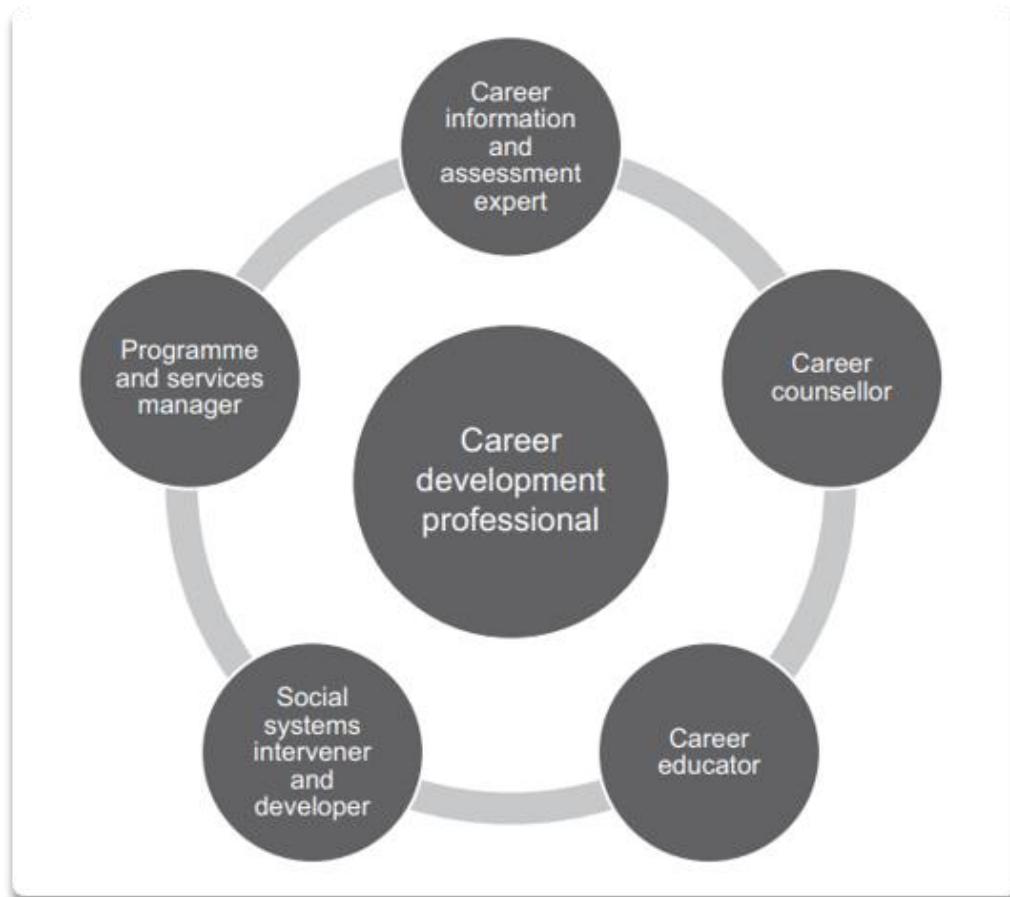 Career
information
and
assessment
expert
Career
counsellor
Career
educator
Social
systems
intervener
and
developer
Programme
and services
manager
Career
development
professional